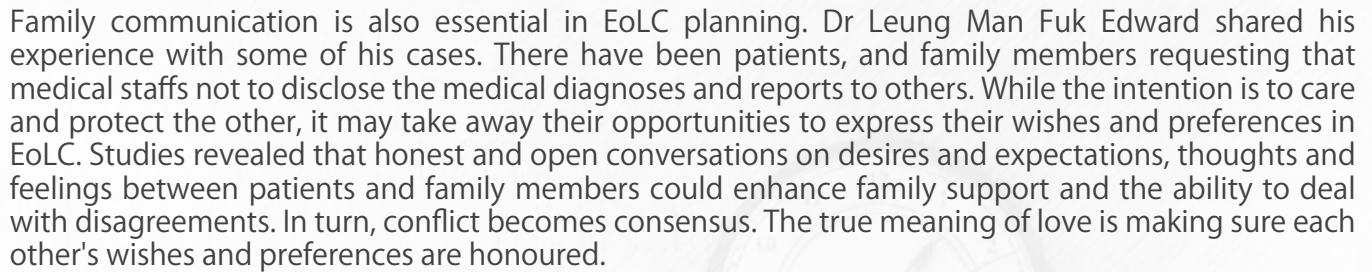 Family communication is also essential in EoLC planning. Dr Leung Man Fuk Edward shared his
experience with some of his cases. There have been patients, and family members requesting that
medical staffs not to disclose the medical diagnoses and reports to others. While the intention is to care
and protect the other, it may take away their opportunities to express their wishes and preferences in
EoLC. Studies revealed that honest and open conversations on desires and expectations, thoughts and
feelings between patients and family members could enhance family support and the ability to deal
with disagreements. In turn, conflict becomes consensus. The true meaning of love is making sure each
other's wishes and preferences are honoured.